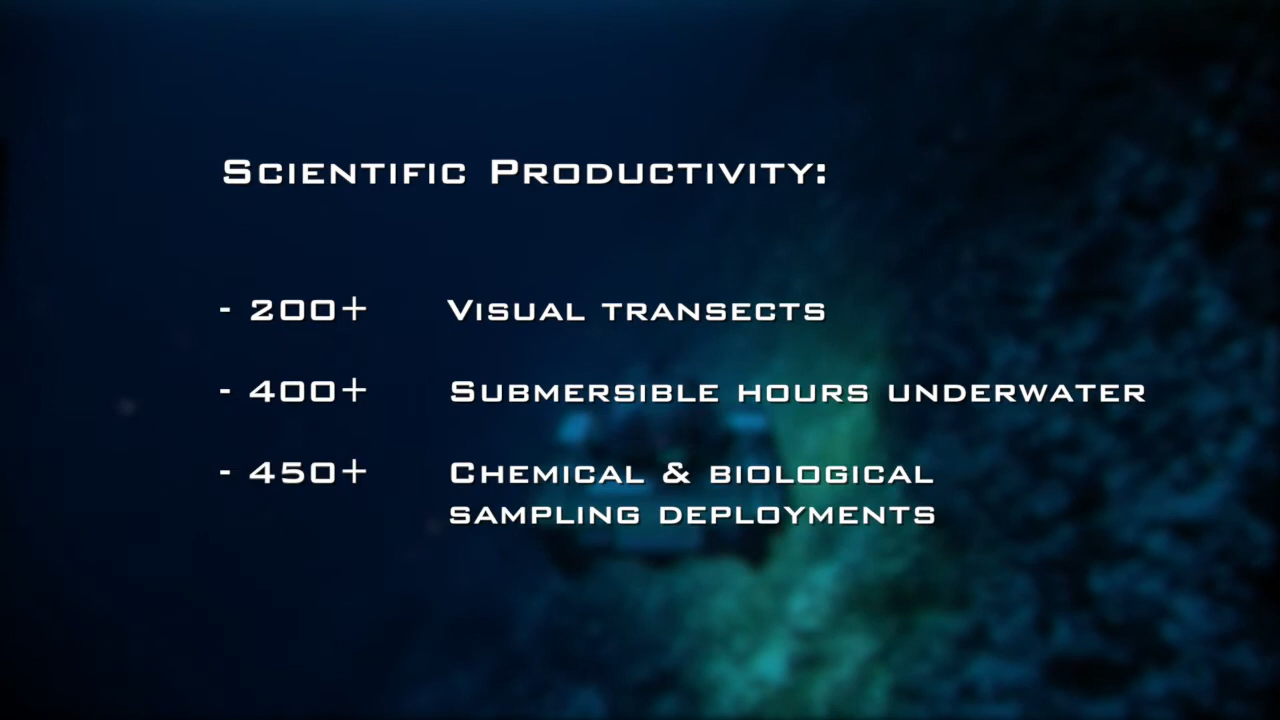 Scientific Productivity:
- 200+ Visual transects
- 400+ Submersible hours underwater
- 450+ Chemical & biological
sampling deployments